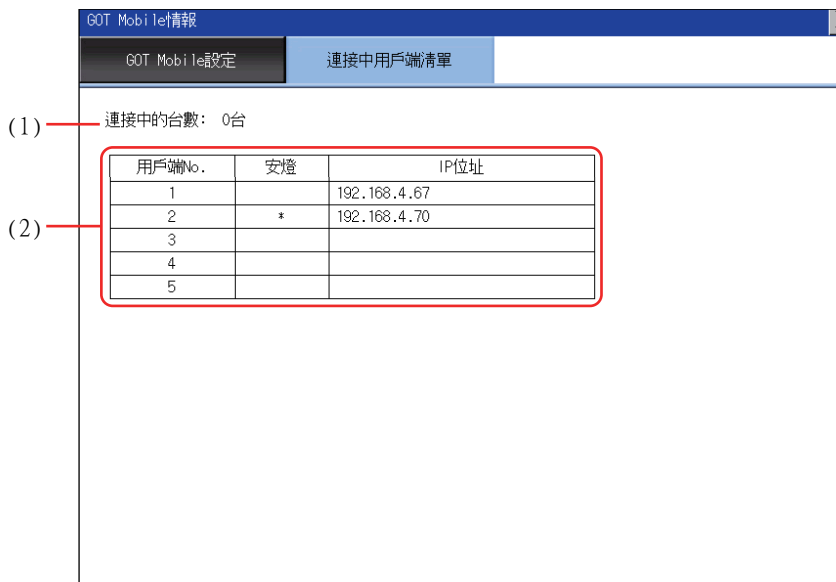 GOT Mobile情報
GOT Mobile設定 連接中用戶端清單
(1) 連接中的台數: 0台
用戶端No. 安燈 IP位址
1 192.168.4.67
2 * 192.168.4.70
(2)
3
4
5